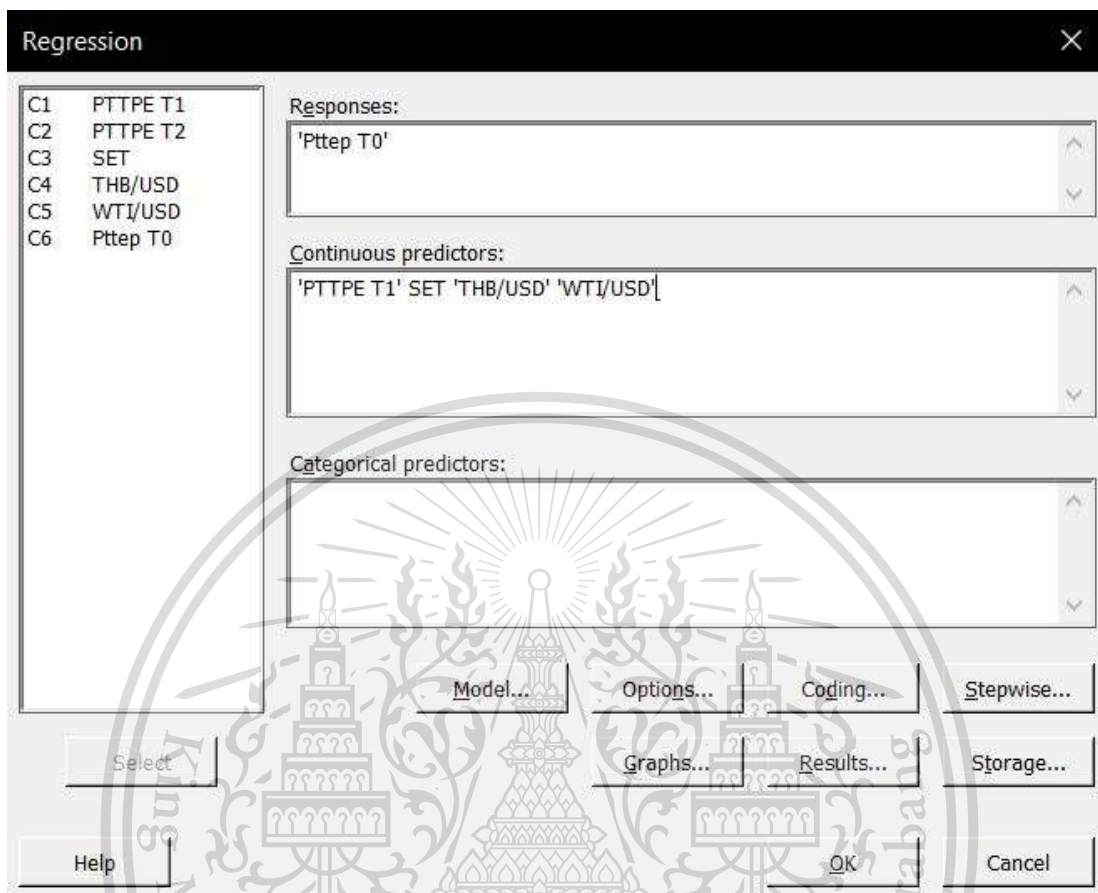 Regression
C1 PTTPE T1
C2 PTTPE T2
C3 SET
C4 THB/USD
C5 WTI/USD
C6 Pttep T0
Responses:
'Pttep T0'
Continuous predictors:
'PTTPE T1' SET 'THB/USD' 'WTI/USD'
Categorical predictors:
Model... Options... Coding... Stepwise...
Select Graphs... Results... Storage...
Help OK Cancel
King